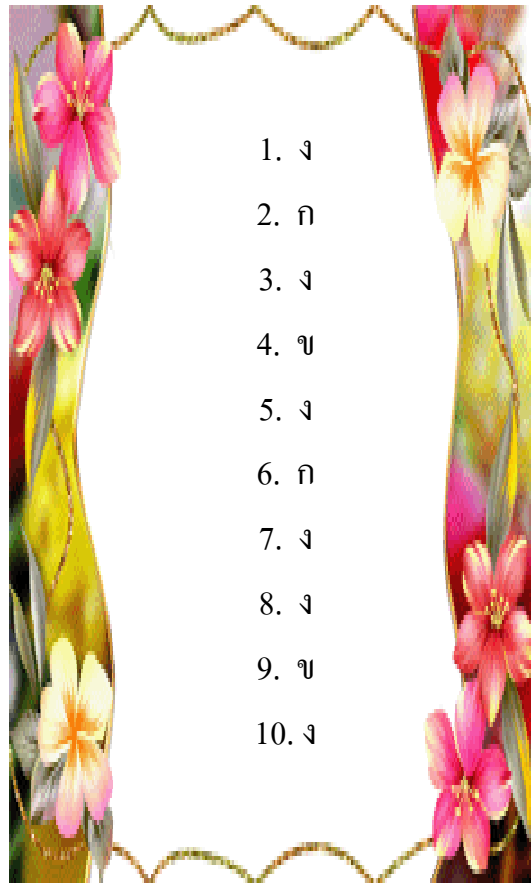 1. ง
2. ก
3. ง
4. ข
5. ง
6. ก
7. ง
8. ง
9. ข
10. ง